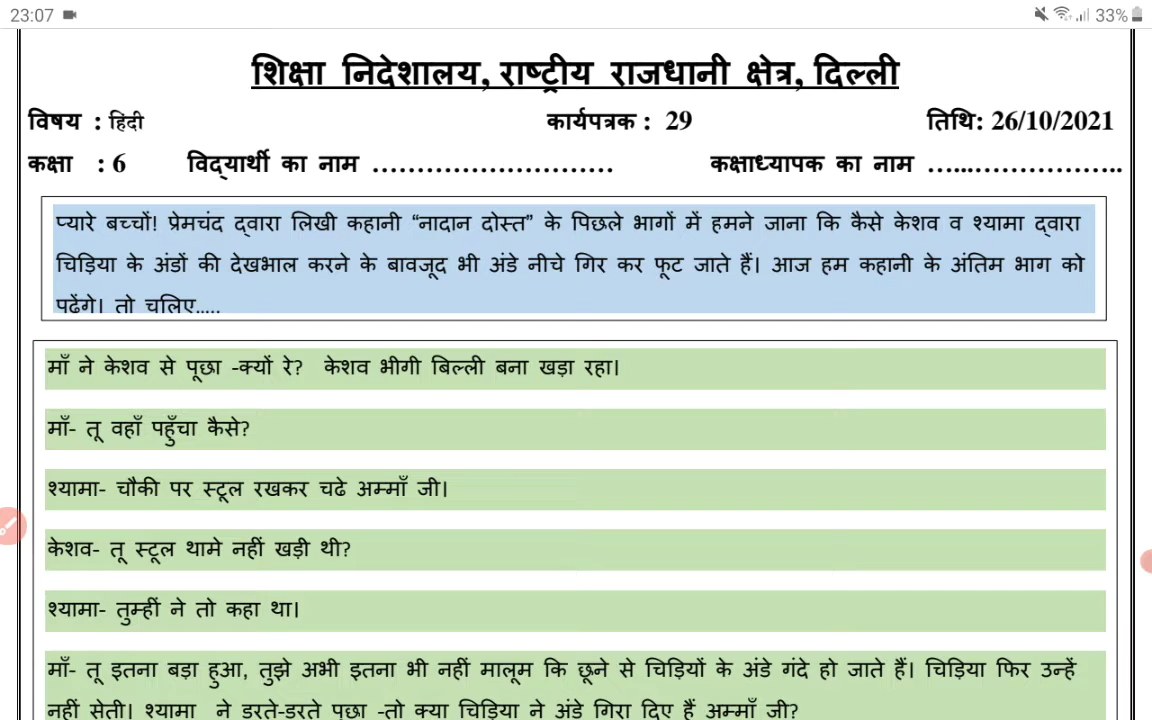 23:07
33%
शिक्षा निदेशालय, राष्ट्रीय राजधानी क्षेत्र, दिल्ली
विषय : हिंदी कार्यपत्रक : 29 तिथि: 26/10/2021
कक्षा : 6 विद्यार्थी का नाम ………………………. कक्षाध्यापक का नाम …..……………..
प्यारे बच्चों! प्रेमचंद द्वारा लिखी कहानी “नादान दोस्त” के पिछले भागों में हमने जाना कि कैसे केशव व श्यामा द्वारा
चिड़िया के अंडों की देखभाल करने के बावजूद भी अंडे नीचे गिर कर फूट जाते हैं। आज हम कहानी के अंतिम भाग को
पढेंगे। तो चलिए.....
माँ ने केशव से पूछा -क्यों रे? केशव भीगी बिल्ली बना खड़ा रहा।
माँ- तू वहाँ पहुँचा कैसे?
श्यामा- चौकी पर स्टूल रखकर चढे अम्माँ जी।
केशव- तू स्टूल थामे नहीं खड़ी थी?
श्यामा- तुम्हीं ने तो कहा था।
माँ- तू इतना बड़ा हुआ, तुझे अभी इतना भी नहीं मालूम कि छूने से चिड़ियों के अंडे गंदे हो जाते हैं। चिड़िया फिर उन्हें
नहीं सेती। श्यामा ने डरते-डरते पूछा -तो क्या चिड़िया ने अंडे गिरा दिए हैं अम्माँ जी?